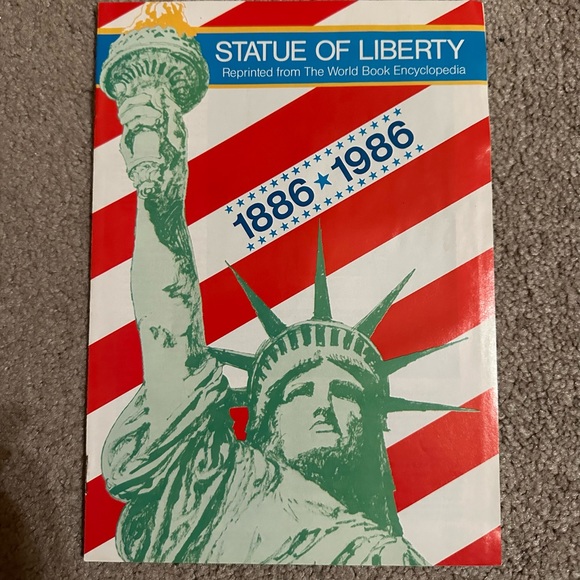 STATUE OF LIBERTY
Reprinted from The World Book Encyclopedia
1886★1986